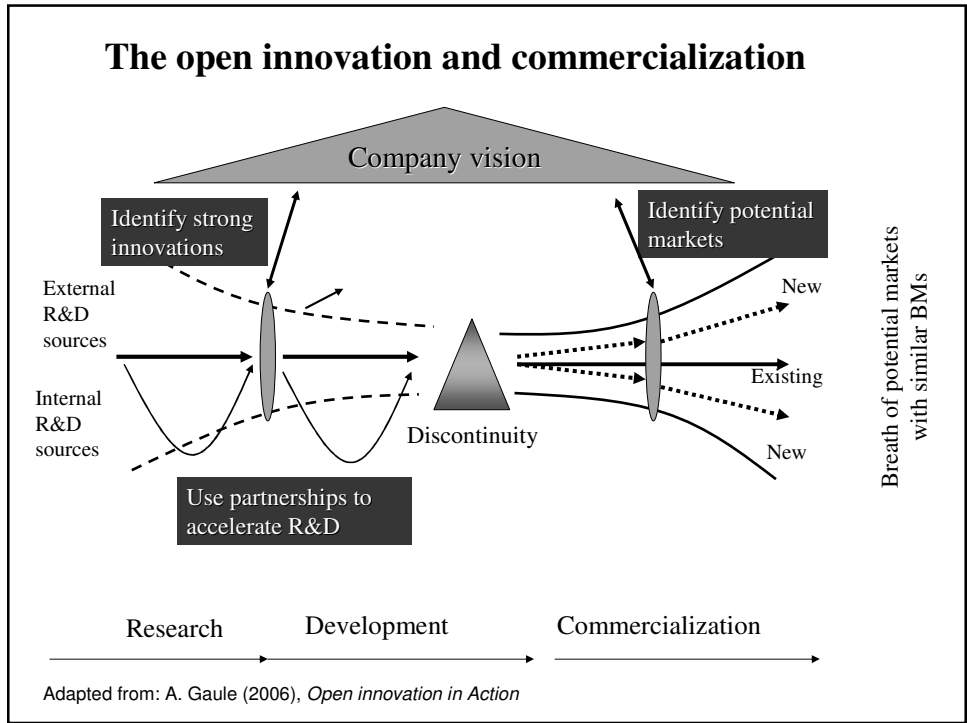 The open innovation and commercialization
Company vision
Identify strong
innovations
Identify potential
markets
External
R&D
sources
Internal
R&D
sources
New
Existing
New
Discontinuity
Use partnerships to
accelerate R&D
Breath of potential markets
with similar BMs
Research
Development
Commercialization
Adapted from: A. Gaule (2006), Open innovation in Action